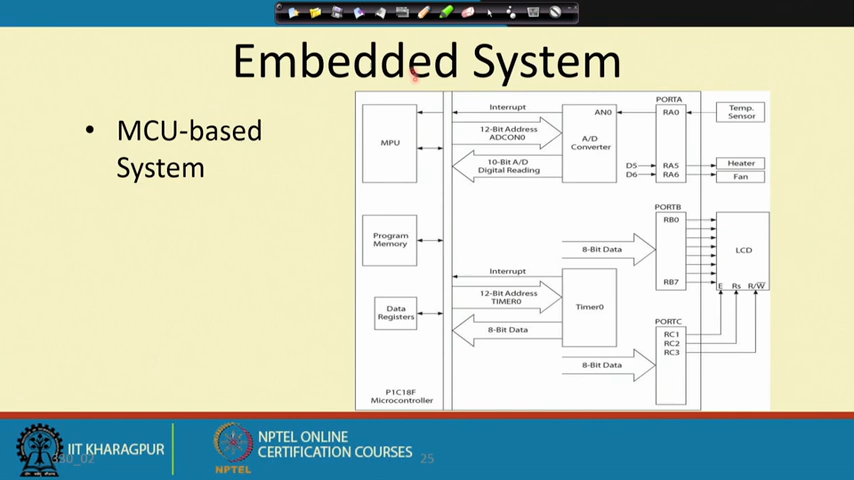 Embedded System
• MCU-based
System
MPU
Program
Memory
Data
Registers
P1C18F
Microcontroller
Interrupt
12-Bit Address
ADCON0
10-Bit A/D
Digital Reading
AN0
A/D
Converter
D5
D6
PORTA
RA0
RA5
RA6
Temp.
Sensor
Heater
Fan
8-Bit Data
PORTB
RB0
RB7
LCD
E Rs R/W̅
Interrupt
12-Bit Address
TIMER0
8-Bit Data
Timer0
8-Bit Data
PORTC
RC1
RC2
RC3
IIT KHARAGPUR
NPTEL
NPTEL ONLINE
CERTIFICATION COURSES
25